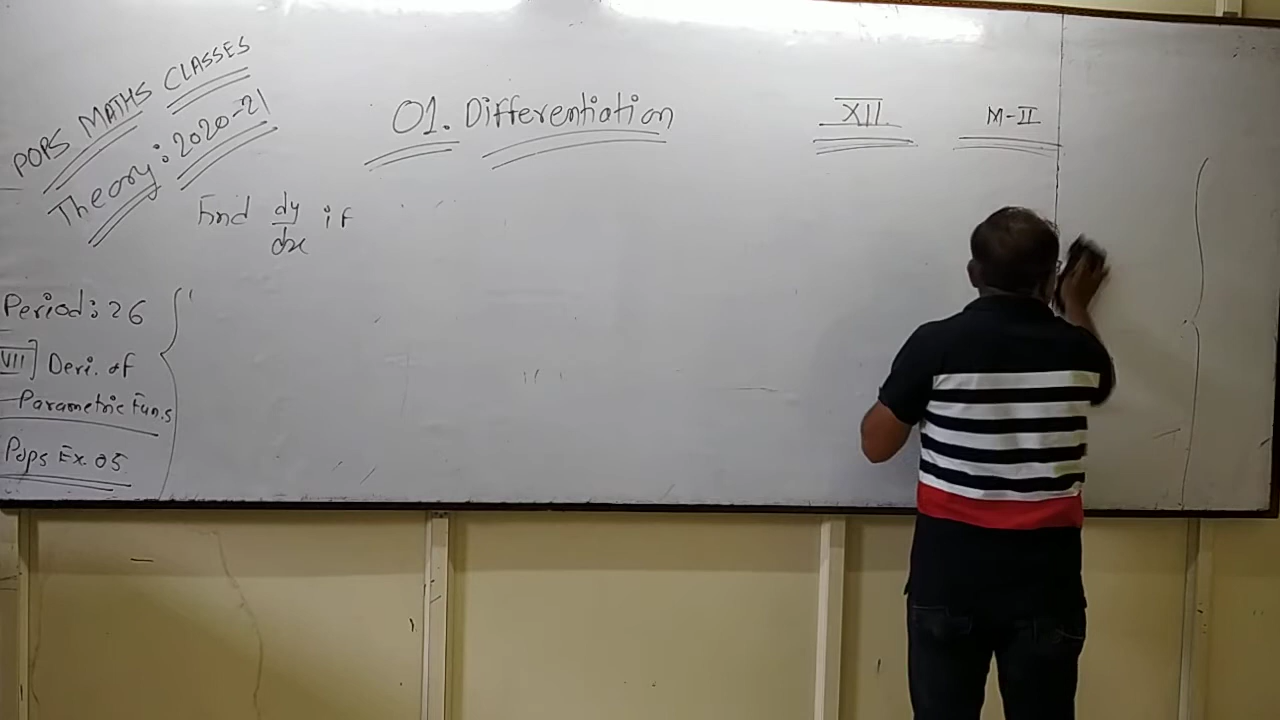 POPS MATHS CLASSES
Theory: 2020-21
01. Differentiation
XII
M-II
Find dy/dx if
Period: 26
VII] Deri. of
Parametric Fun.s
Pops Ex. 05